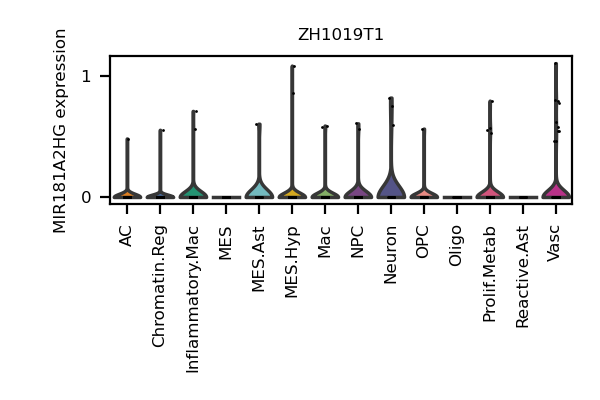 ZH1019T1
MIR181A2HG expression
1
0
AC
Chromatin.Reg
Inflammatory.Mac
MES
MES.Ast
MES.Hyp
Mac
NPC
Neuron
OPC
Oligo
Prolif.Metab
Reactive.Ast
Vasc